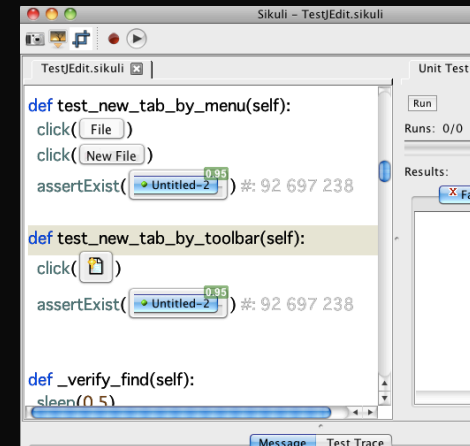 Sikuli – TestJEdit.sikuli
TestJEdit.sikuli
Unit Test
def test_new_tab_by_menu(self):
click( File )
click( New File )
assertExist( Untitled-2 0.95 ) #: 92 697 238
def test_new_tab_by_toolbar(self):
click( )
assertExist( Untitled-2 0.95 ) #: 92 697 238
def _verify_find(self):
sleep(0.5)
Run
Runs: 0/0
Results:
X Fa
Message Test Trace